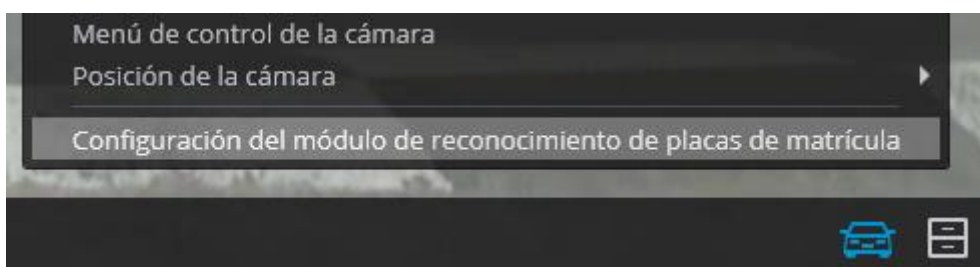 Menú de control de la cámara
Posición de la cámara
Configuración del módulo de reconocimiento de placas de matrícula